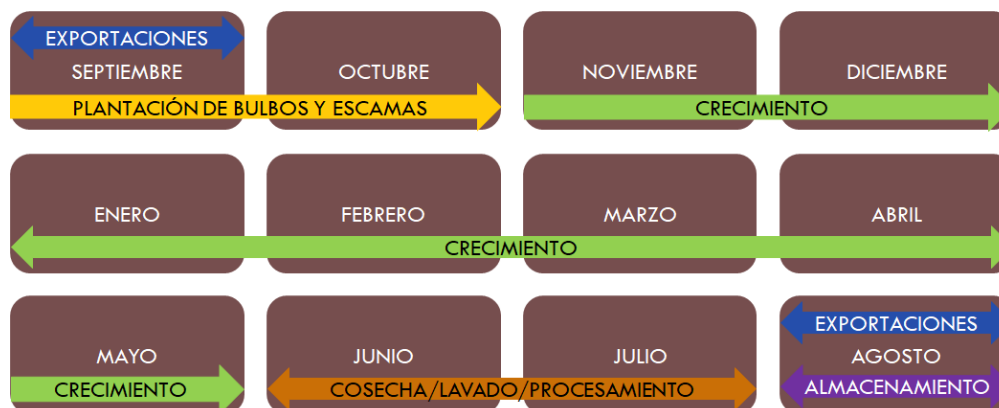 EXPORTACIONES
SEPTIEMBRE
OCTUBRE
NOVIEMBRE
DICIEMBRE
PLANTACIÓN DE BULBOS Y ESCAMAS
CRECIMIENTO
ENERO
FEBRERO
MARZO
ABRIL
CRECIMIENTO
EXPORTACIONES
MAYO
JUNIO
JULIO
AGOSTO
CRECIMIENTO
COSECHA/LAVADO/PROCESAMIENTO
ALMACENAMIENTO